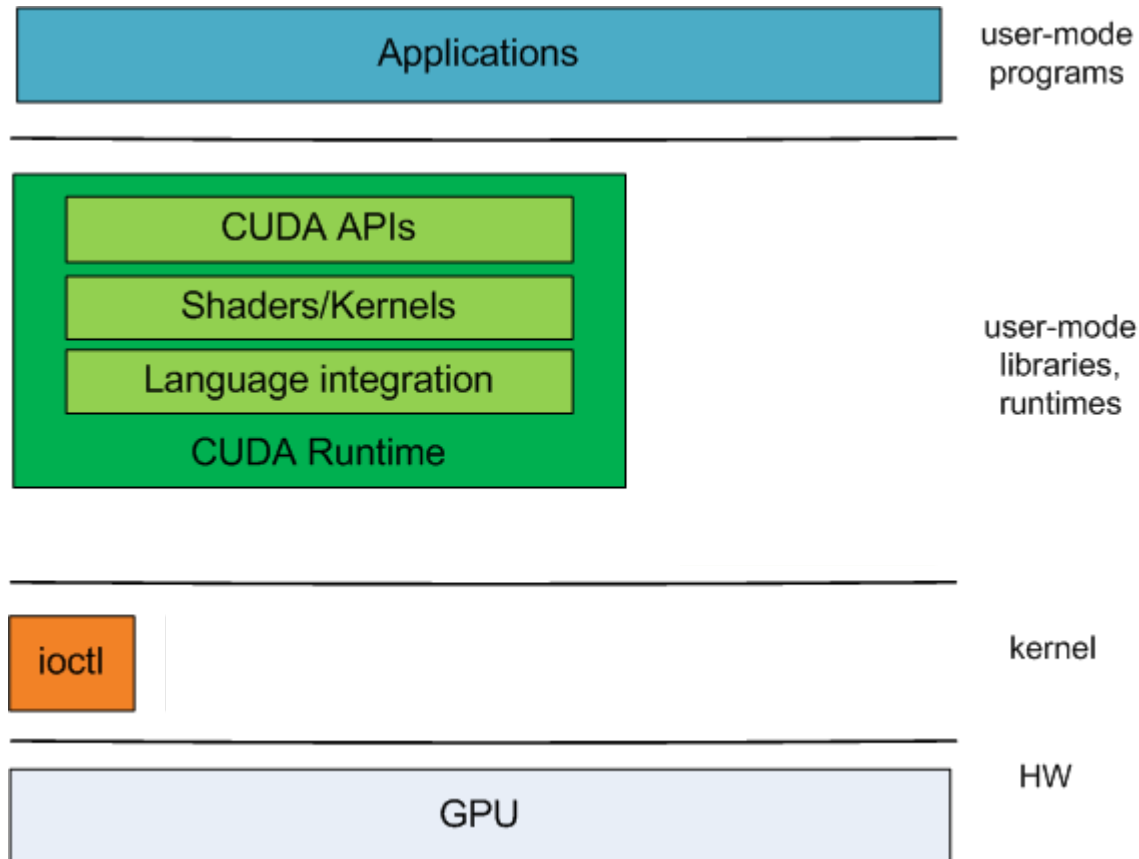 Applications
user-mode
programs
CUDA APIs
Shaders/Kernels
Language integration
CUDA Runtime
user-mode
libraries,
runtimes
ioctl
kernel
HW
GPU